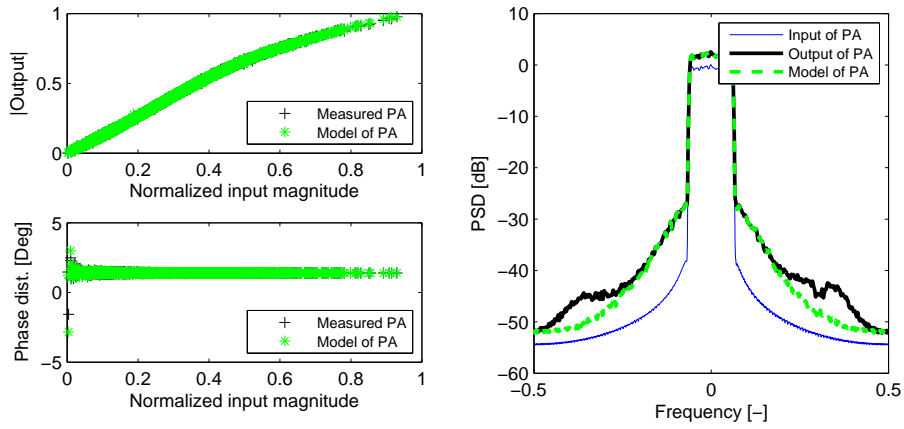 1
0.5
0
|Output|
Measured PA
Model of PA
0 0.2 0.4 0.6 0.8 1
Normalized input magnitude
5
0
−5
Phase dist. [Deg]
Measured PA
Model of PA
0 0.2 0.4 0.6 0.8 1
Normalized input magnitude
10
0
−10
−20
−30
−40
−50
−60
PSD [dB]
Input of PA
Output of PA
Model of PA
−0.5 0 0.5
Frequency [−]